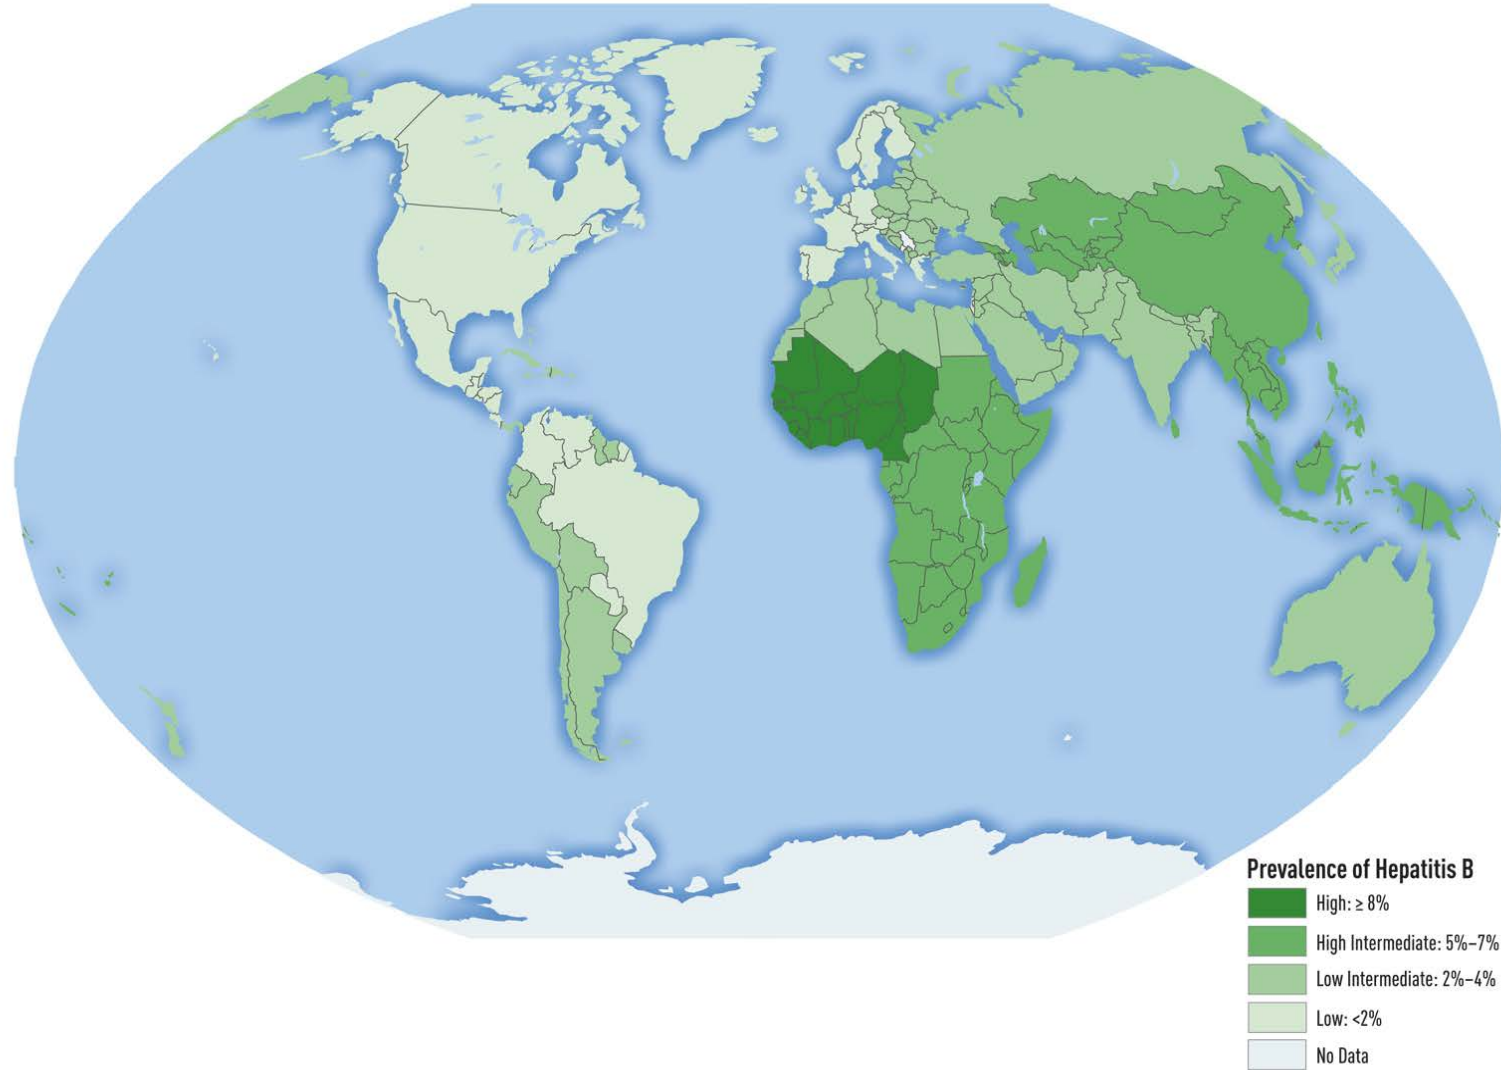 Prevalence of Hepatitis B
High: ≥ 8%
High Intermediate: 5%–7%
Low Intermediate: 2%–4%
Low: <2%
No Data